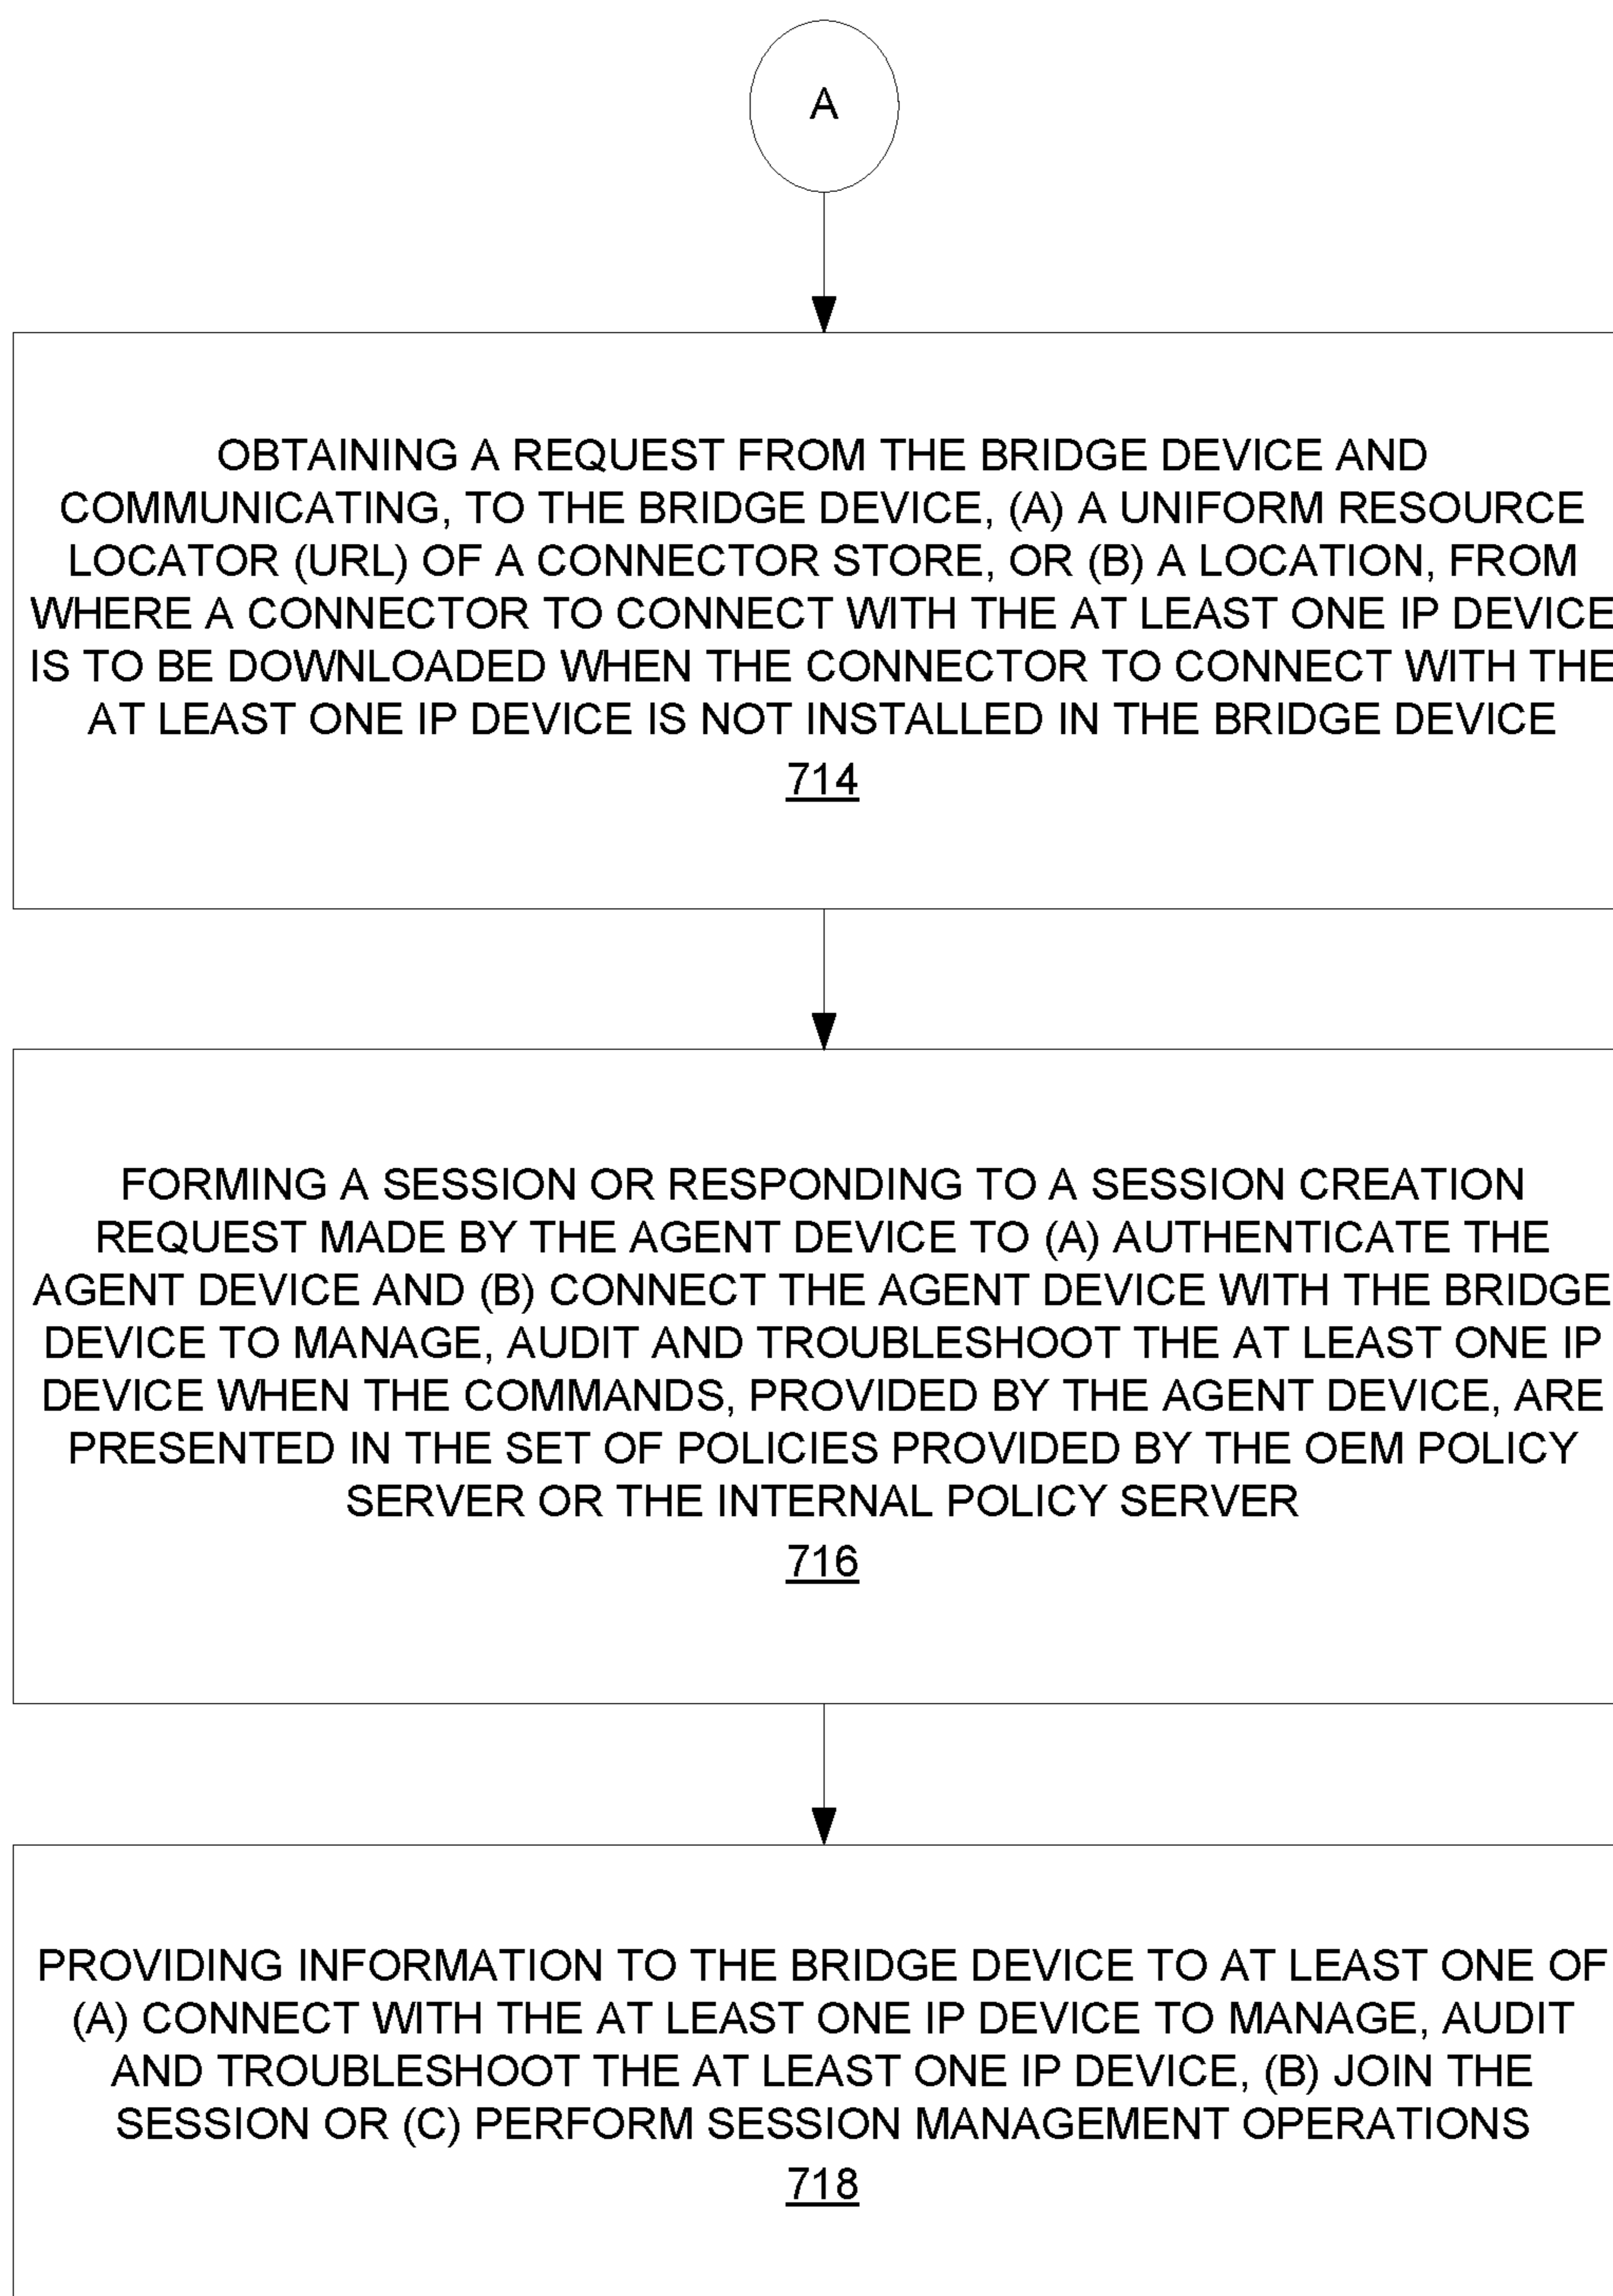 A
OBTAINING A REQUEST FROM THE BRIDGE DEVICE AND
COMMUNICATING, TO THE BRIDGE DEVICE, (A) A UNIFORM RESOURCE
LOCATOR (URL) OF A CONNECTOR STORE, OR (B) A LOCATION, FROM
WHERE A CONNECTOR TO CONNECT WITH THE AT LEAST ONE IP DEVICE
IS TO BE DOWNLOADED WHEN THE CONNECTOR TO CONNECT WITH THE
AT LEAST ONE IP DEVICE IS NOT INSTALLED IN THE BRIDGE DEVICE
714
FORMING A SESSION OR RESPONDING TO A SESSION CREATION
REQUEST MADE BY THE AGENT DEVICE TO (A) AUTHENTICATE THE
AGENT DEVICE AND (B) CONNECT THE AGENT DEVICE WITH THE BRIDGE
DEVICE TO MANAGE, AUDIT AND TROUBLESHOOT THE AT LEAST ONE IP
DEVICE WHEN THE COMMANDS, PROVIDED BY THE AGENT DEVICE, ARE
PRESENTED IN THE SET OF POLICIES PROVIDED BY THE OEM POLICY
SERVER OR THE INTERNAL POLICY SERVER
716
PROVIDING INFORMATION TO THE BRIDGE DEVICE TO AT LEAST ONE OF
(A) CONNECT WITH THE AT LEAST ONE IP DEVICE TO MANAGE, AUDIT
AND TROUBLESHOOT THE AT LEAST ONE IP DEVICE, (B) JOIN THE
SESSION OR (C) PERFORM SESSION MANAGEMENT OPERATIONS
718